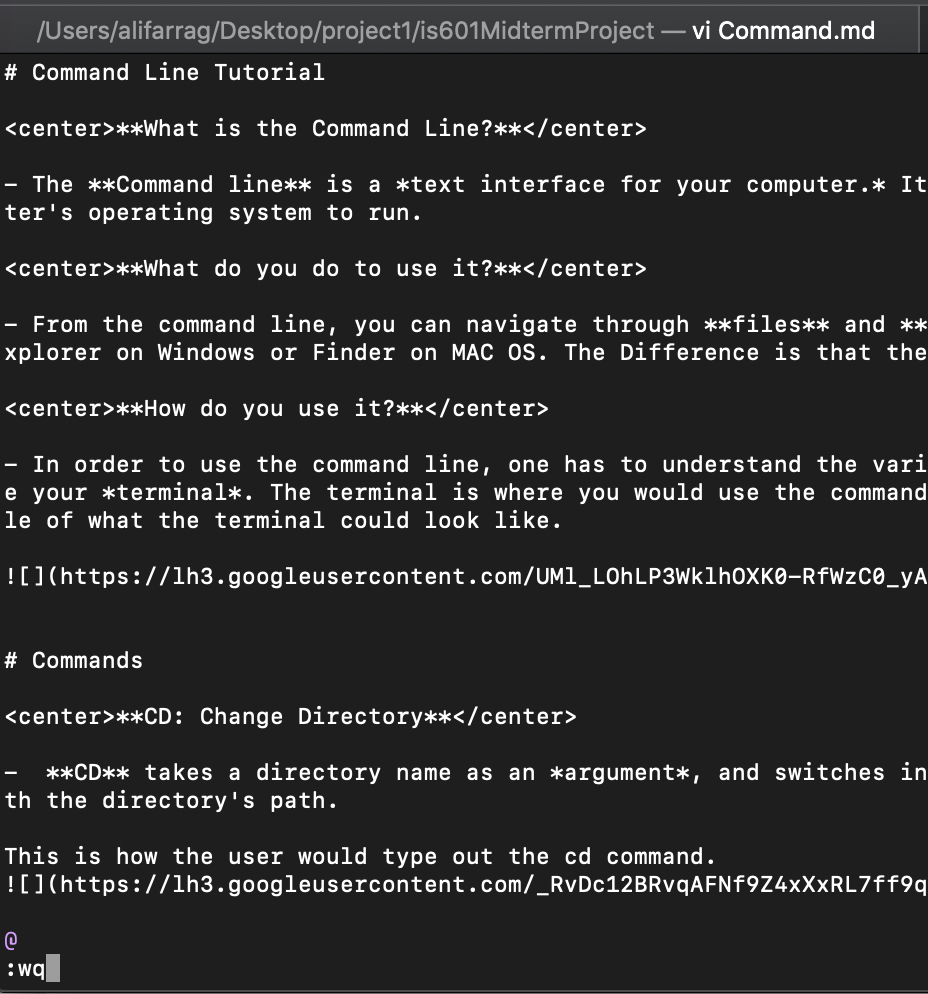 /Users/alifarrag/Desktop/project1/is601MidtermProject — vi Command.md
# Command Line Tutorial
<center>**What is the Command Line?**</center>
- The **Command line** is a *text interface for your computer.* It
ter's operating system to run.
<center>**What do you do to use it?**</center>
- From the command line, you can navigate through **files** and **
xplorer on Windows or Finder on MAC OS. The Difference is that the
<center>**How do you use it?**</center>
- In order to use the command line, one has to understand the vari
e your *terminal*. The terminal is where you would use the command
le of what the terminal could look like.
![](https://lh3.googleusercontent.com/UMl_LOhLP3WklhOXK0-RfWzC0_yA
# Commands
<center>**CD: Change Directory**</center>
-  **CD** takes a directory name as an *argument*, and switches in
th the directory's path.
This is how the user would type out the cd command.
![](https://lh3.googleusercontent.com/_RvDc12BRvqAFNf9Z4xXxRL7ff9q
@
:wq